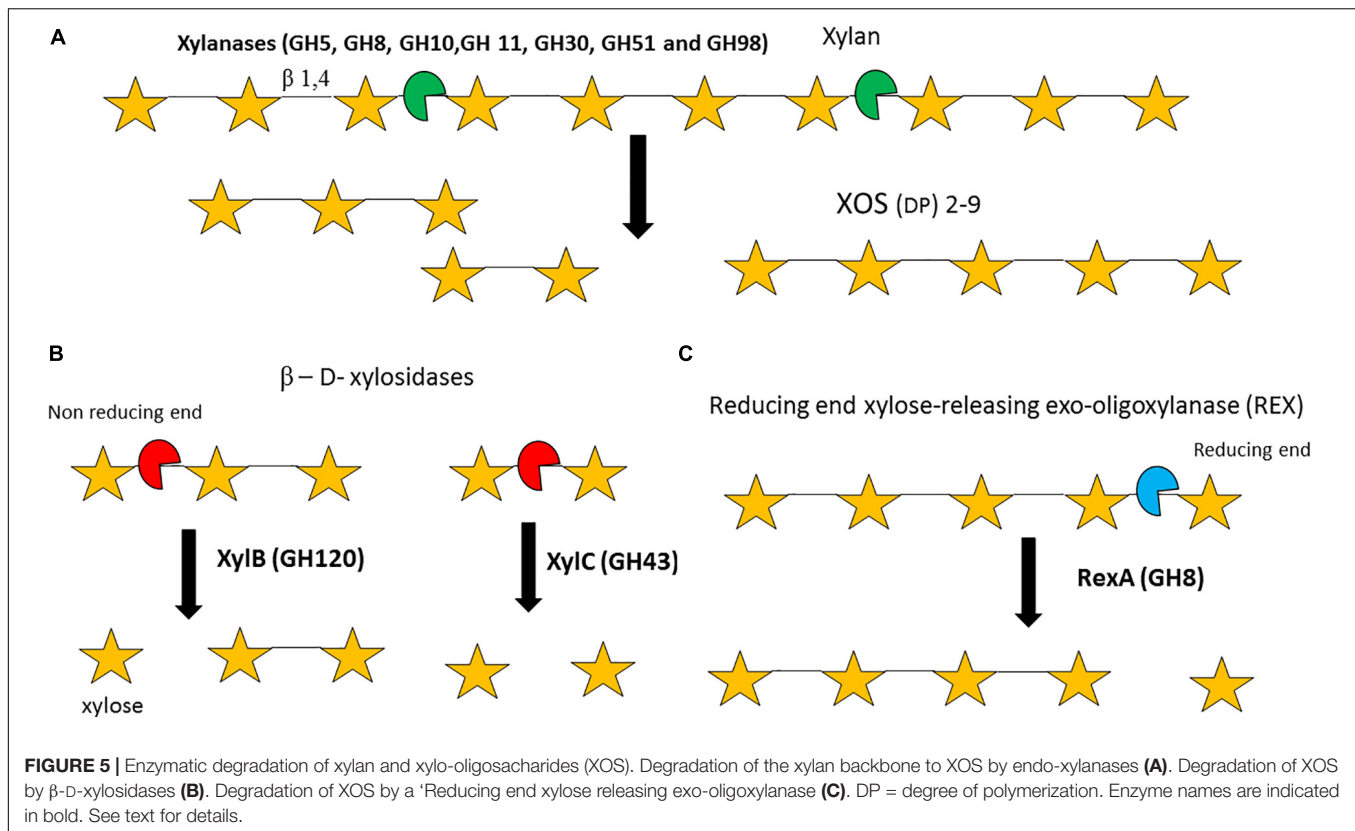 A
Xylanases (GH5, GH8, GH10,GH 11, GH30, GH51 and GH98)
Xylan
β 1,4
XOS (DP) 2-9
B
β – D- xylosidases
Non reducing end
XylB (GH120)
XylC (GH43)
xylose
C
Reducing end xylose-releasing exo-oligoxylanase (REX)
Reducing end
RexA (GH8)
FIGURE 5 | Enzymatic degradation of xylan and xylo-oligosacharides (XOS). Degradation of the xylan backbone to XOS by endo-xylanases (A). Degradation of XOS
by β-D-xylosidases (B). Degradation of XOS by a ‘Reducing end xylose releasing exo-oligoxylanase (C). DP = degree of polymerization. Enzyme names are indicated
in bold. See text for details.